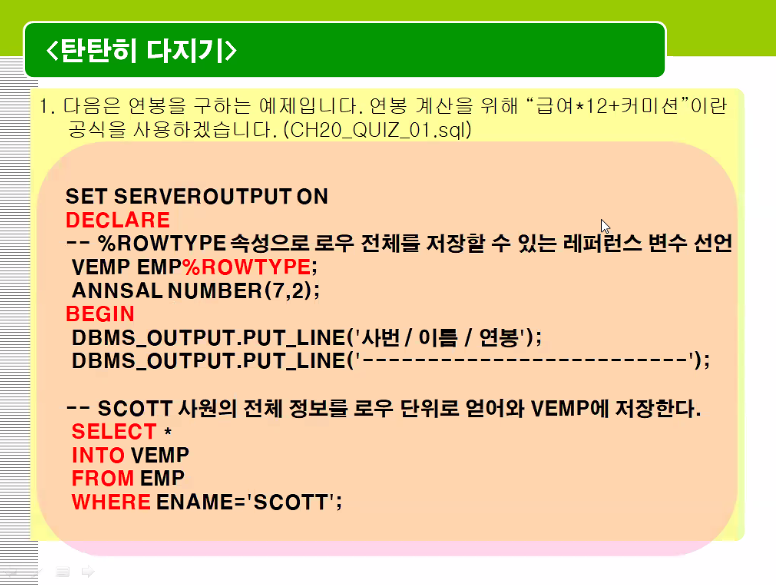 <탄탄히 다지기>
1. 다음은 연봉을 구하는 예제입니다. 연봉 계산을 위해 “급여*12+커미션”이란
공식을 사용하겠습니다. (CH20_QUIZ_01.sql)
SET SERVEROUTPUT ON
DECLARE
-- %ROWTYPE 속성으로 로우 전체를 저장할 수 있는 레퍼런스 변수 선언
VEMP EMP%ROWTYPE;
ANNSAL NUMBER(7,2);
BEGIN
DBMS_OUTPUT.PUT_LINE('사번 / 이름 / 연봉');
DBMS_OUTPUT.PUT_LINE('-------------------------');
-- SCOTT 사원의 전체 정보를 로우 단위로 얻어와 VEMP에 저장한다.
SELECT *
INTO VEMP
FROM EMP
WHERE ENAME='SCOTT';